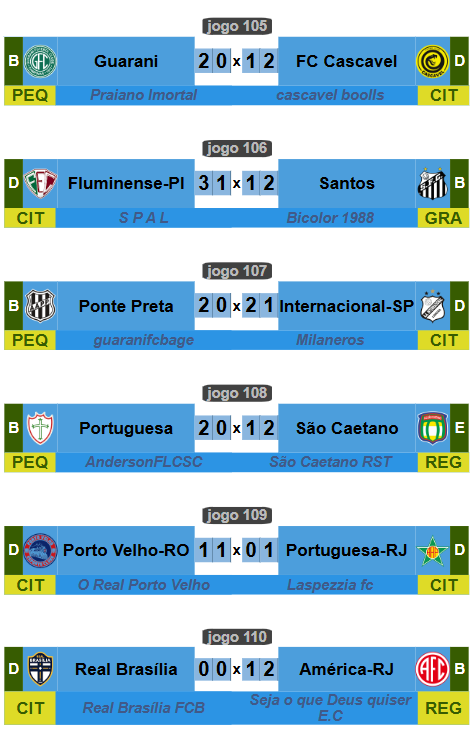 jogo 105
B Guarani 2 0 x 1 2 FC Cascavel D
PEQ Praiano Imortal cascavel boolls CIT
jogo 106
D Fluminense-PI 3 1 x 1 2 Santos B
CIT S P A L Bicolor 1988 GRA
jogo 107
B Ponte Preta 2 0 x 2 1 Internacional-SP D
PEQ guaranifcbage Milaneros CIT
jogo 108
B Portuguesa 2 0 x 1 2 São Caetano E
PEQ AndersonFLCSC São Caetano RST REG
jogo 109
D Porto Velho-RO 1 1 x 0 1 Portuguesa-RJ D
CIT O Real Porto Velho Laspezzia fc CIT
jogo 110
D Real Brasília 0 0 x 1 2 América-RJ B
CIT Real Brasília FCB Seja o que Deus quiser E.C REG